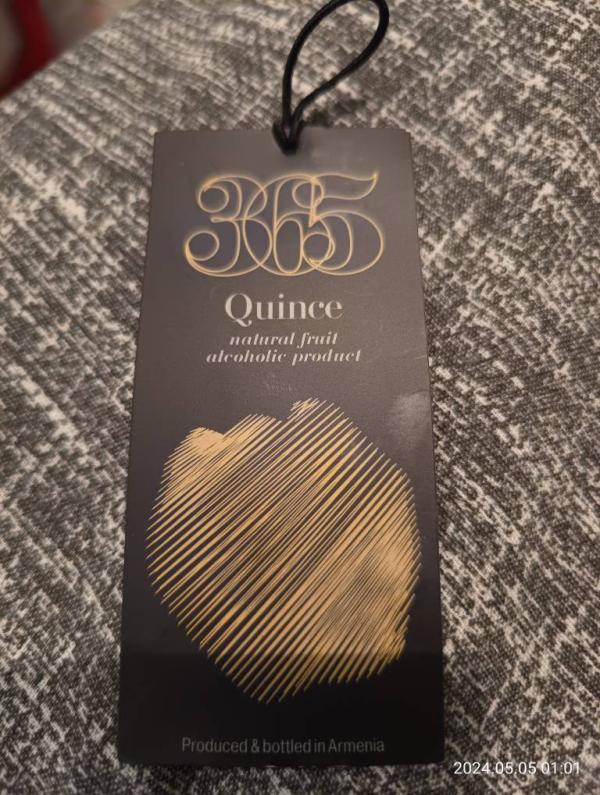 365
Quince
natural fruit
alcoholic product
Produced & bottled in Armenia
2024.05.05 01:01